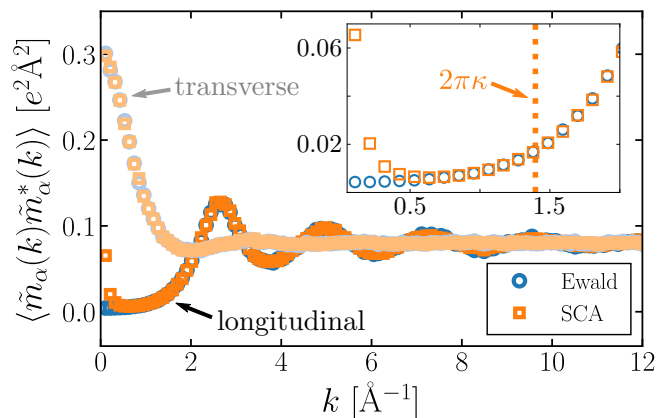 ⟨m̃α(k)m̃*α(k)⟩ [e²Å²]
0.3
0.2
0.1
0.0
transverse
longitudinal
0.06
0.02
2πκ
0.5
1.5
Ewald
SCA
0
2
4
6
8
10
12
k [Å⁻¹]